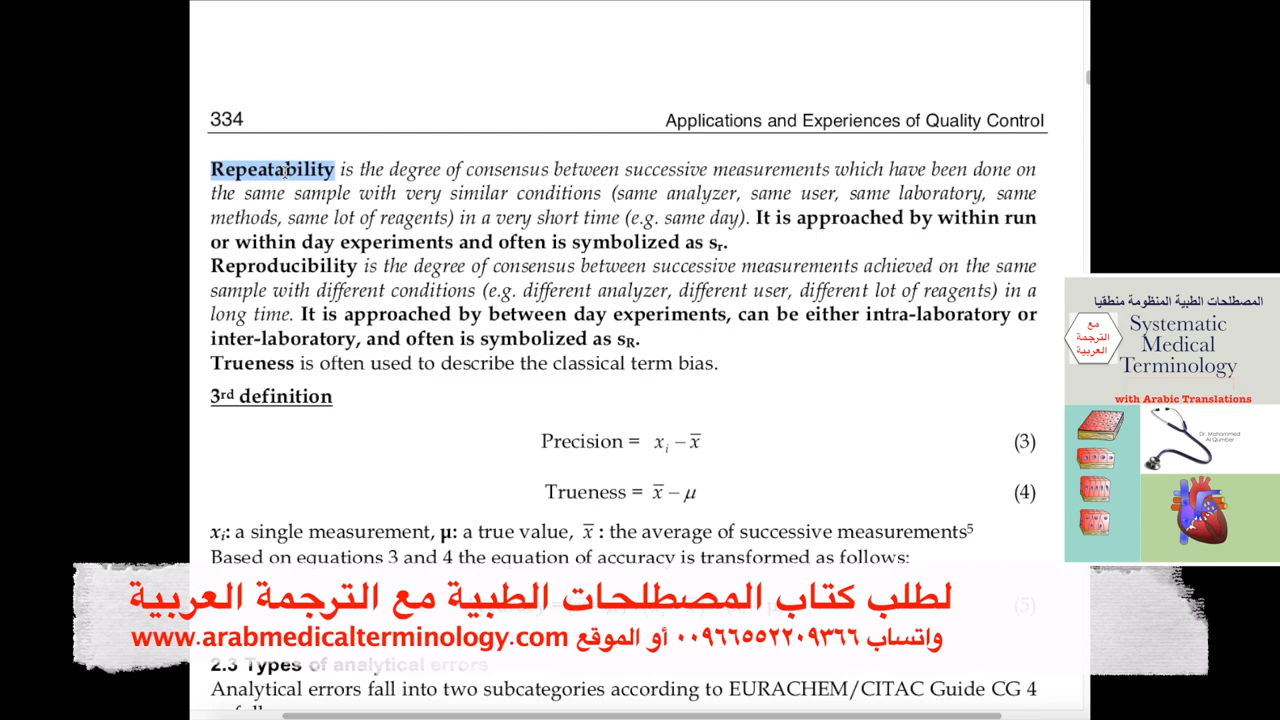 334
Applications and Experiences of Quality Control
Repeatability is the degree of consensus between successive measurements which have been done on
the same sample with very similar conditions (same analyzer, same user, same laboratory, same
methods, same lot of reagents) in a very short time (e.g. same day). It is approached by within run
or within day experiments and often is symbolized as sr.
Reproducibility is the degree of consensus between successive measurements achieved on the same
sample with different conditions (e.g. different analyzer, different user, different lot of reagents) in a
long time. It is approached by between day experiments, can be either intra-laboratory or
inter-laboratory, and often is symbolized as sR.
Trueness is often used to describe the classical term bias.
3rd definition
Precision = xi − x̅ (3)
Trueness = x̅ − μ (4)
xi: a single measurement, μ: a true value, x̅ : the average of successive measurements⁵
Based on equations 3 and 4 the equation of accuracy is transformed as follows:
(5)
2.3 Types of analytical errors
Analytical errors fall into two subcategories according to EURACHEM/CITAC Guide CG 4
لطلب كتاب المصطلحات الطبية مع الترجمة العربية
واتساب ٠٠٩٦٦٥٥٢٢٠٩٣٦٦ أو الموقع www.arabmedicalterminology.com
المصطلحات الطبية المنظومة منطقيا
مع
الترجمة
العربية
Systematic
Medical
Terminology
with Arabic Translations
Dr. Mohammed
Al Qumber